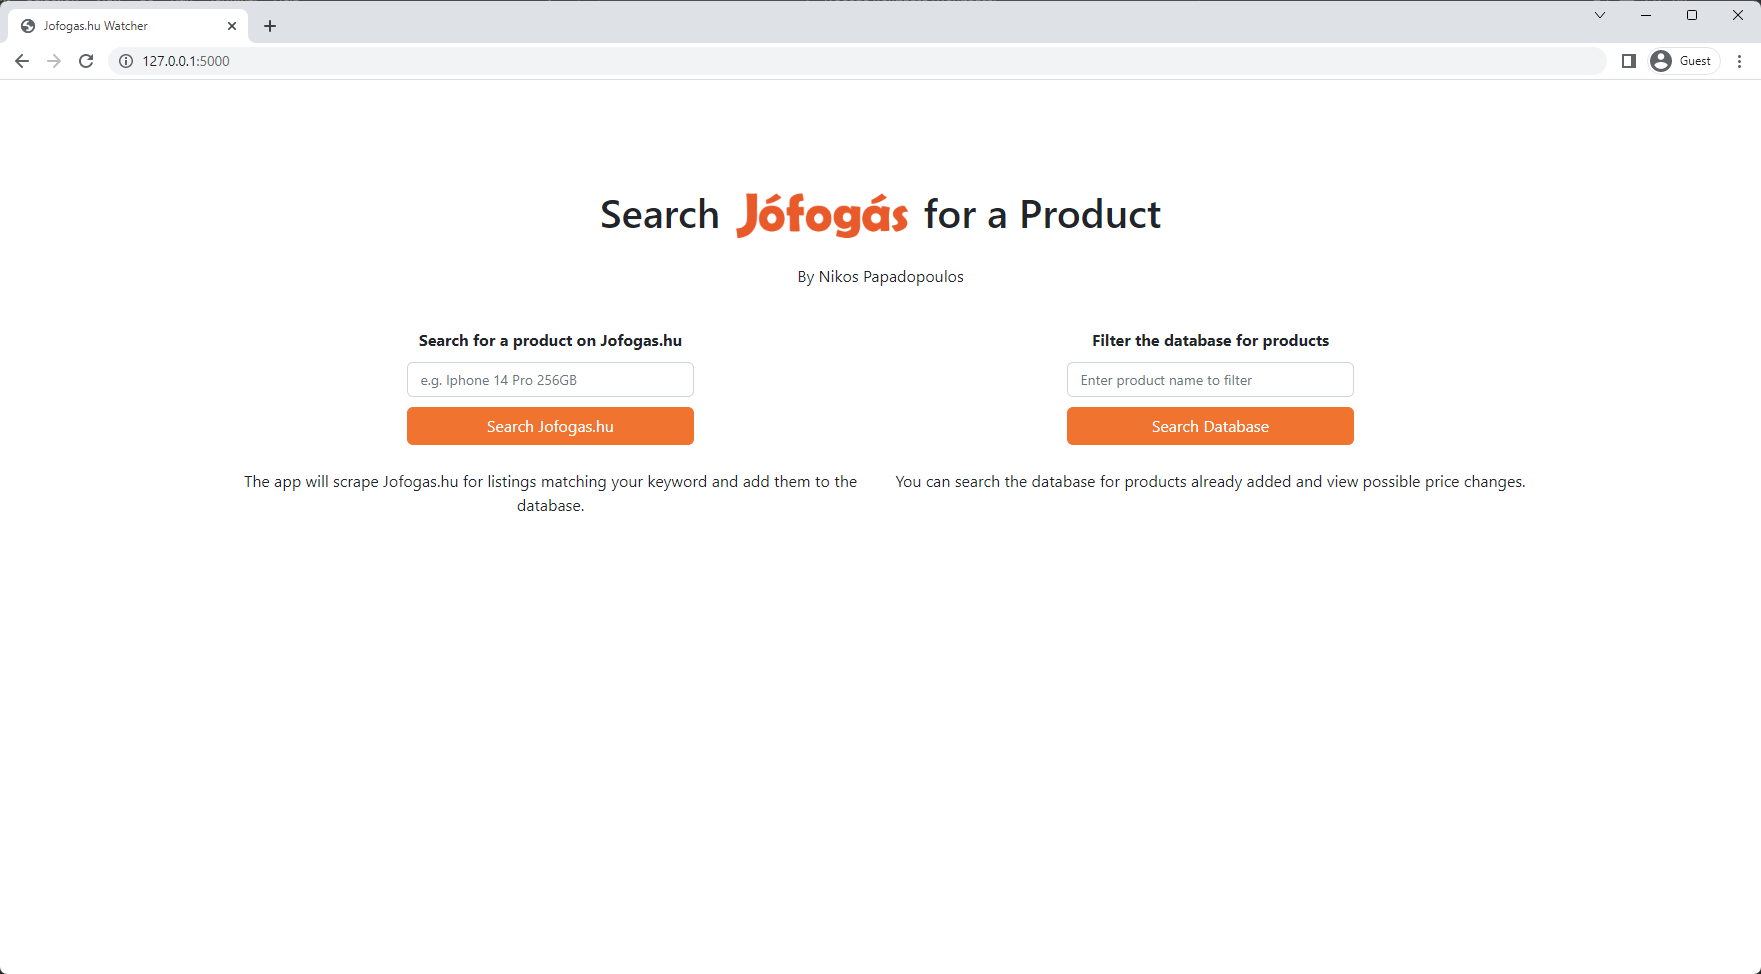 Jofogas.hu Watcher
127.0.0.1:5000
Guest
Search Jófogás for a Product
By Nikos Papadopoulos
Search for a product on Jofogas.hu
e.g. Iphone 14 Pro 256GB
Search Jofogas.hu
The app will scrape Jofogas.hu for listings matching your keyword and add them to the
database.
Filter the database for products
Enter product name to filter
Search Database
You can search the database for products already added and view possible price changes.